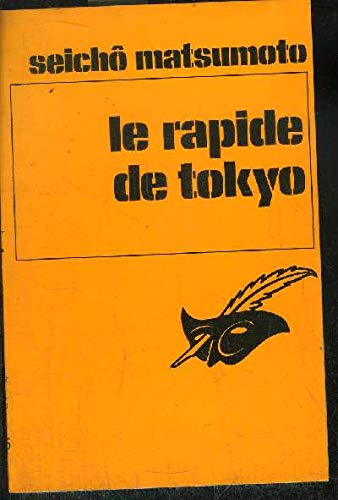 seichô matsumoto
le rapide
de tokyo